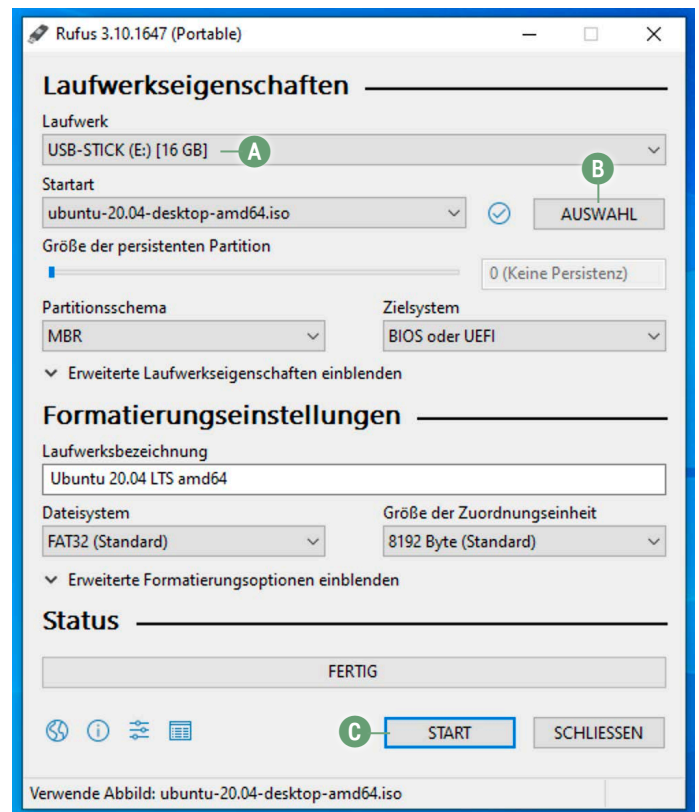 Rufus 3.10.1647 (Portable)
Laufwerkseigenschaften
Laufwerk
USB-STICK (E:) [16 GB] A
B
Startart
ubuntu-20.04-desktop-amd64.iso AUSWAHL
Größe der persistenten Partition
0 (Keine Persistenz)
Partitionsschema Zielsystem
MBR BIOS oder UEFI
Erweiterte Laufwerkseigenschaften einblenden
Formatierungseinstellungen
Laufwerksbezeichnung
Ubuntu 20.04 LTS amd64
Dateisystem Größe der Zuordnungseinheit
FAT32 (Standard) 8192 Byte (Standard)
Erweiterte Formatierungsoptionen einblenden
Status
FERTIG
C START SCHLIESSEN
Verwende Abbild: ubuntu-20.04-desktop-amd64.iso